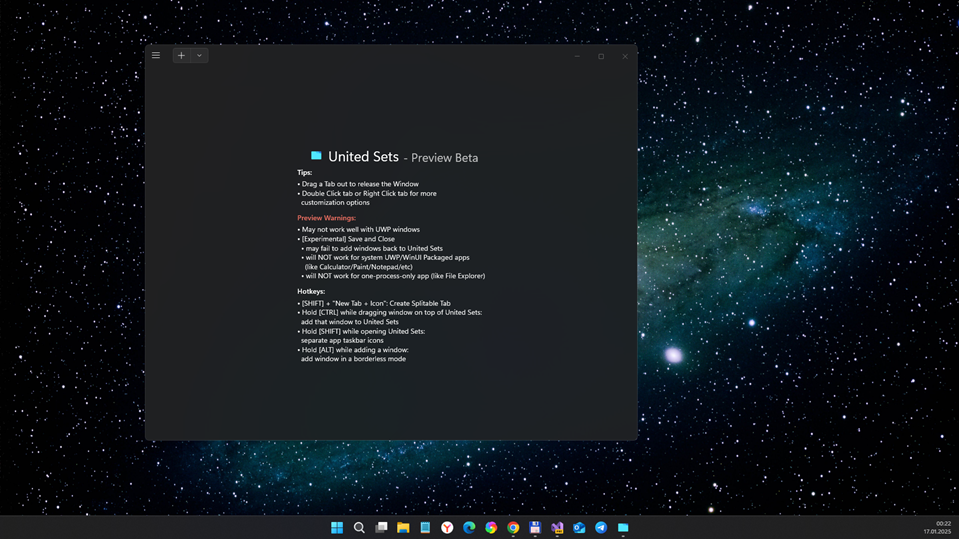 United Sets - Preview Beta
Tips:
• Drag a Tab out to release the Window
• Double Click tab or Right Click tab for more
customization options
Preview Warnings:
• May not work well with UWP windows
• [Experimental] Save and Close
• may fail to add windows back to United Sets
• will NOT work for system UWP/WinUI Packaged apps
(like Calculator/Paint/Notepad/etc)
• will NOT work for one-process-only app (like File Explorer)
Hotkeys:
• [SHIFT] + "New Tab + Icon": Create Splitable Tab
• Hold [CTRL] while dragging window on top of United Sets:
add that window to United Sets
• Hold [SHIFT] while opening United Sets:
separate app taskbar icons
• Hold [ALT] while adding a window:
add window in a borderless mode
00:22
17.01.2025